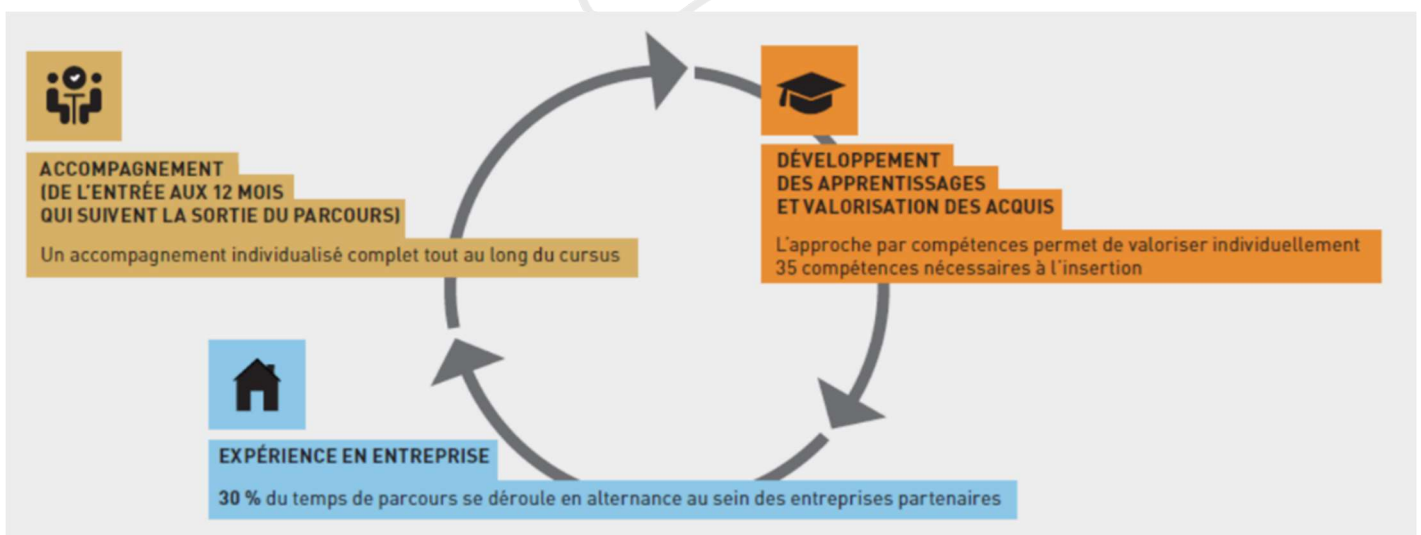 ACCOMPAGNEMENT
(DE L'ENTRÉE AUX 12 MOIS
QUI SUIVENT LA SORTIE DU PARCOURS)
Un accompagnement individualisé complet tout au long du cursus
DÉVELOPPEMENT
DES APPRENTISSAGES
ET VALORISATION DES ACQUIS
L'approche par compétences permet de valoriser individuellement
35 compétences nécessaires à l'insertion
EXPÉRIENCE EN ENTREPRISE
30 % du temps de parcours se déroule en alternance au sein des entreprises partenaires